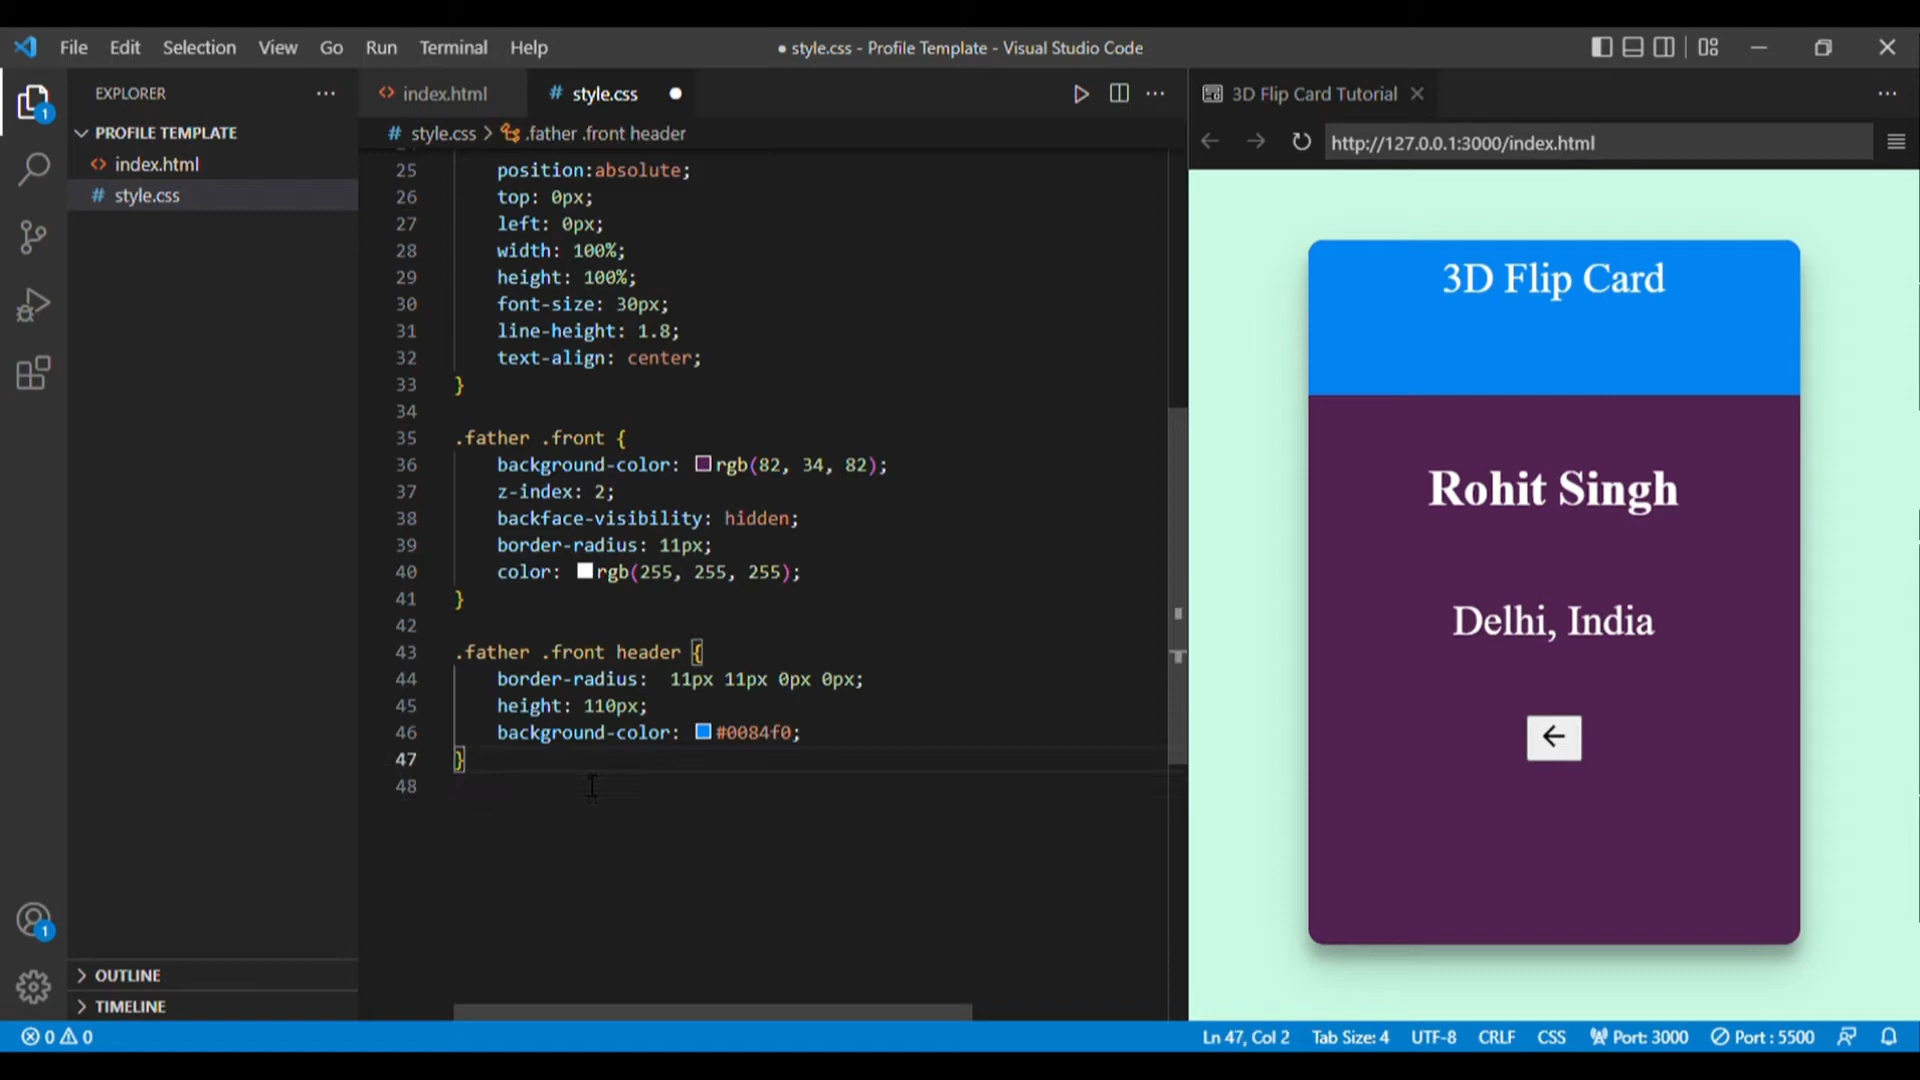 File Edit Selection View Go Run Terminal Help
● style.css - Profile Template - Visual Studio Code
EXPLORER
index.html
style.css
3D Flip Card Tutorial
PROFILE TEMPLATE
index.html
style.css
style.css > .father .front header
http://127.0.0.1:3000/index.html
25 position:absolute;
26 top: 0px;
27 left: 0px;
28 width: 100%;
29 height: 100%;
30 font-size: 30px;
31 line-height: 1.8;
32 text-align: center;
33 }
34
35 .father .front {
36 background-color: rgb(82, 34, 82);
37 z-index: 2;
38 backface-visibility: hidden;
39 border-radius: 11px;
40 color: rgb(255, 255, 255);
41 }
42
43 .father .front header {
44 border-radius:  11px 11px 0px 0px;
45 height: 110px;
46 background-color: #0084f0;
47 }
48
3D Flip Card
Rohit Singh
Delhi, India
1
1
OUTLINE
TIMELINE
0 0
Ln 47, Col 2 Tab Size: 4 UTF-8 CRLF CSS Port: 3000 Port : 5500